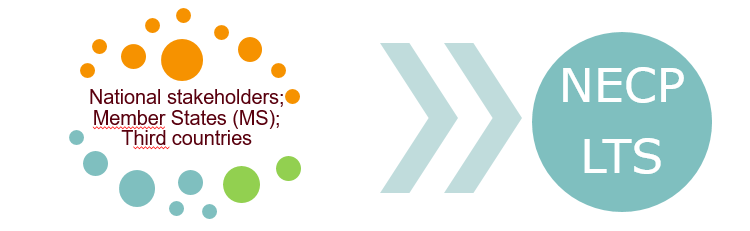 National stakeholders;
Member States (MS);
Third countries
NECP
LTS